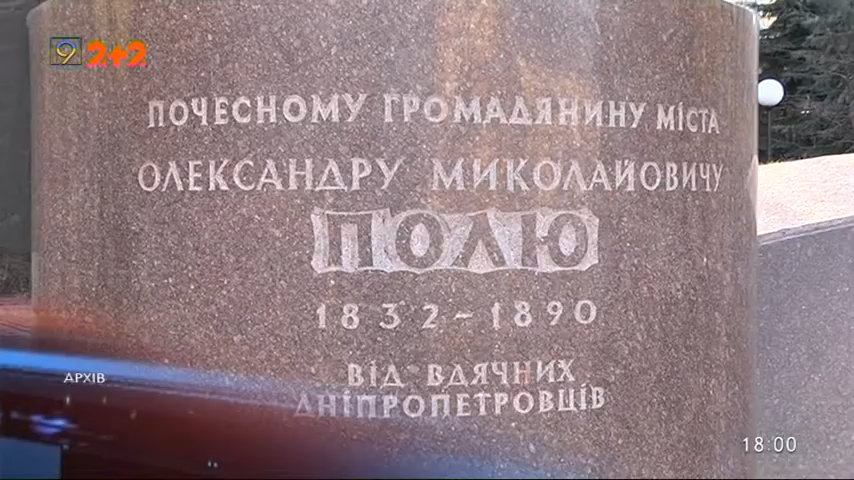 9 2+2
ПОЧЕСНОМУ ГРОМАДЯНИНУ МІСТА
ОЛЕКСАНДРУ МИКОЛАЙОВИЧУ
ПОЛЮ
1832-1890
ВІД ВДЯЧНИХ
ДНІПРОПЕТРОВЦІВ
АРХІВ
18:00